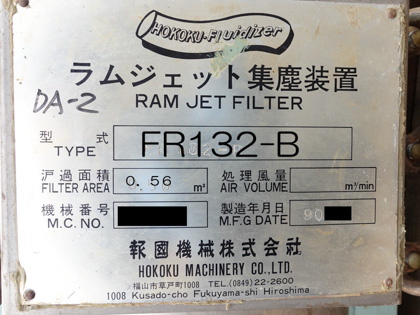 HOKOKU-Fluidizer
ラムジェット集塵装置
DA-2
RAM JET FILTER
型 式
TYPE
FR132-B
沪過面積
FILTER AREA
0.56
m²
処理風量
AIR VOLUME
m³/min
機械番号
M.C NO.
製造年月日
M.F.G DATE
90
報國機械株式会社
HOKOKU MACHINERY CO.,LTD.
福山市草戸町1008 TEL.(0849)22-2600
1008 Kusado-cho Fukuyama-shi Hiroshima